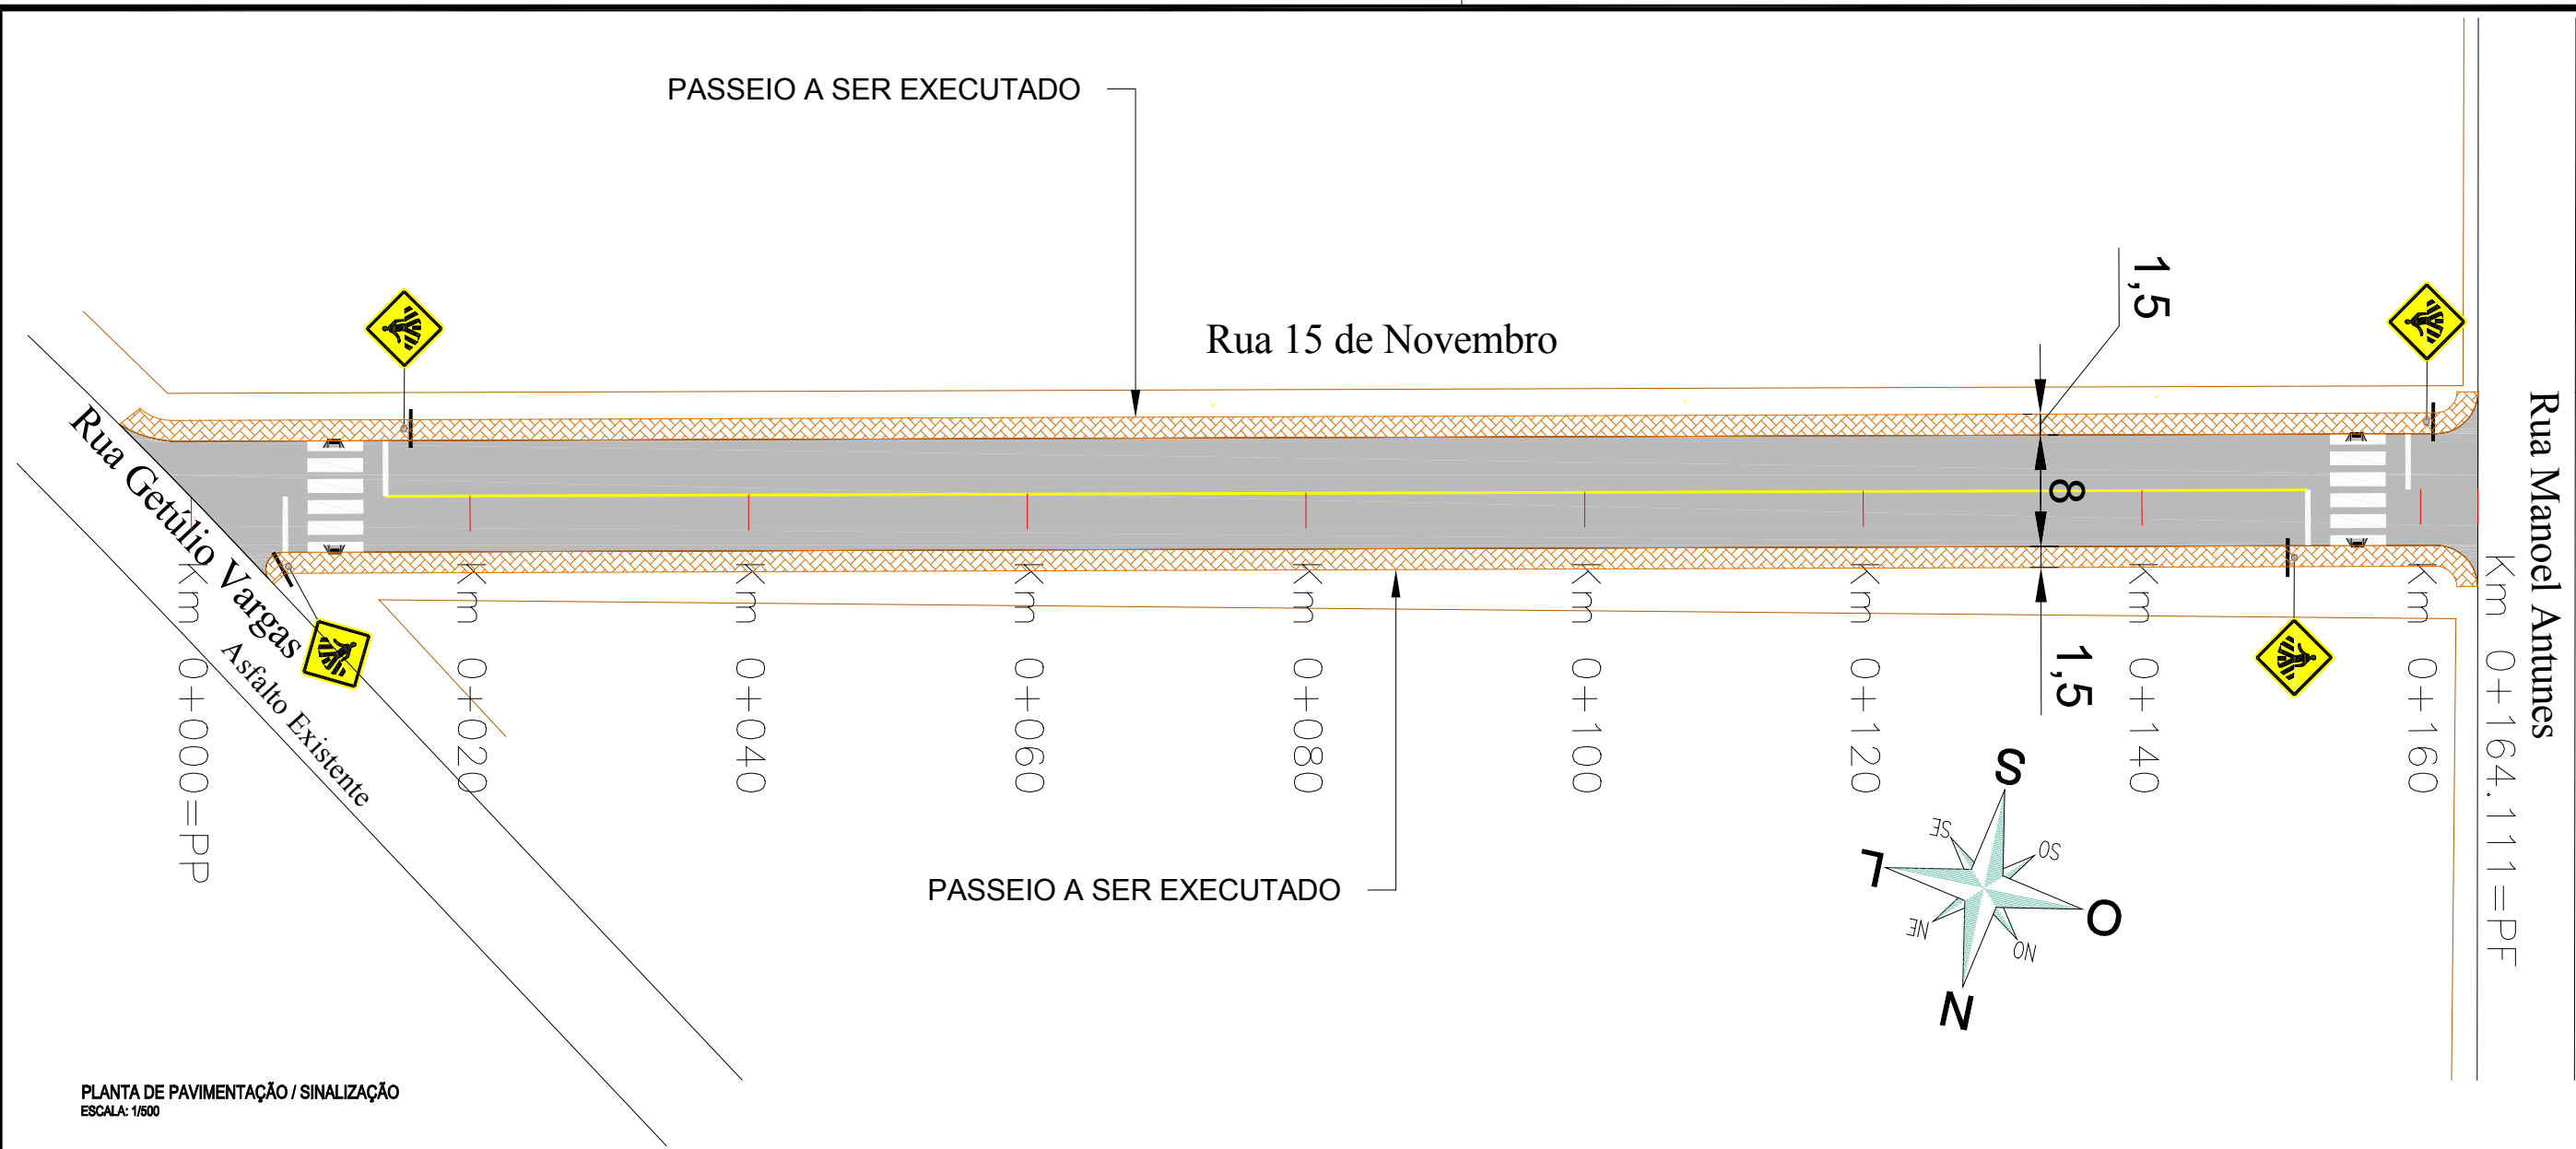 PASSEIO A SER EXECUTADO
1,5
Rua 15 de Novembro
Rua Manoel Antunes
Rua Getúlio Vargas
Asfalto Existente
8
1,5
Km 0+000=PP
Km 0+020
Km 0+040
Km 0+060
Km 0+080
Km 0+100
Km 0+120
Km 0+140
Km 0+160
Km 0+164.111=PF
PASSEIO A SER EXECUTADO
S
SE
SO
L
O
NE
NO
N
PLANTA DE PAVIMENTAÇÃO / SINALIZAÇÃO
ESCALA: 1/500